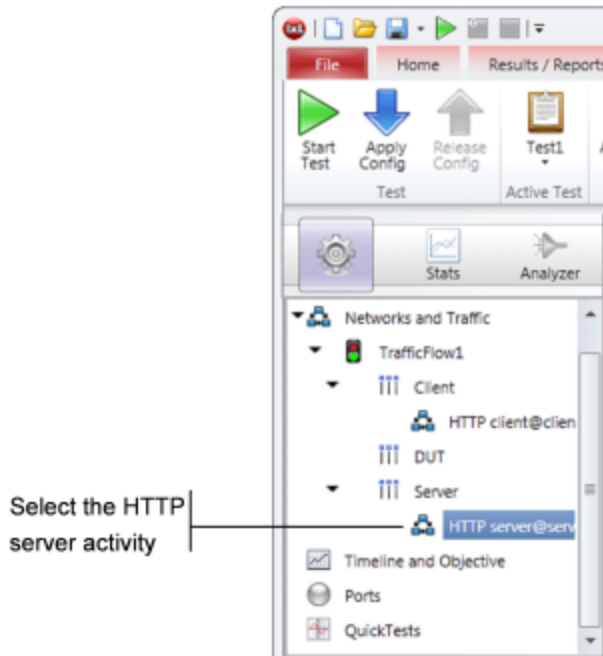 File Home Results / Reports
Start Test
Apply Config
Release Config
Test1
Test
Active Test
Stats
Analyzer
Networks and Traffic
TrafficFlow1
Client
HTTP client@clien
DUT
Server
Select the HTTP
server activity
HTTP server@serve
Timeline and Objective
Ports
QuickTests